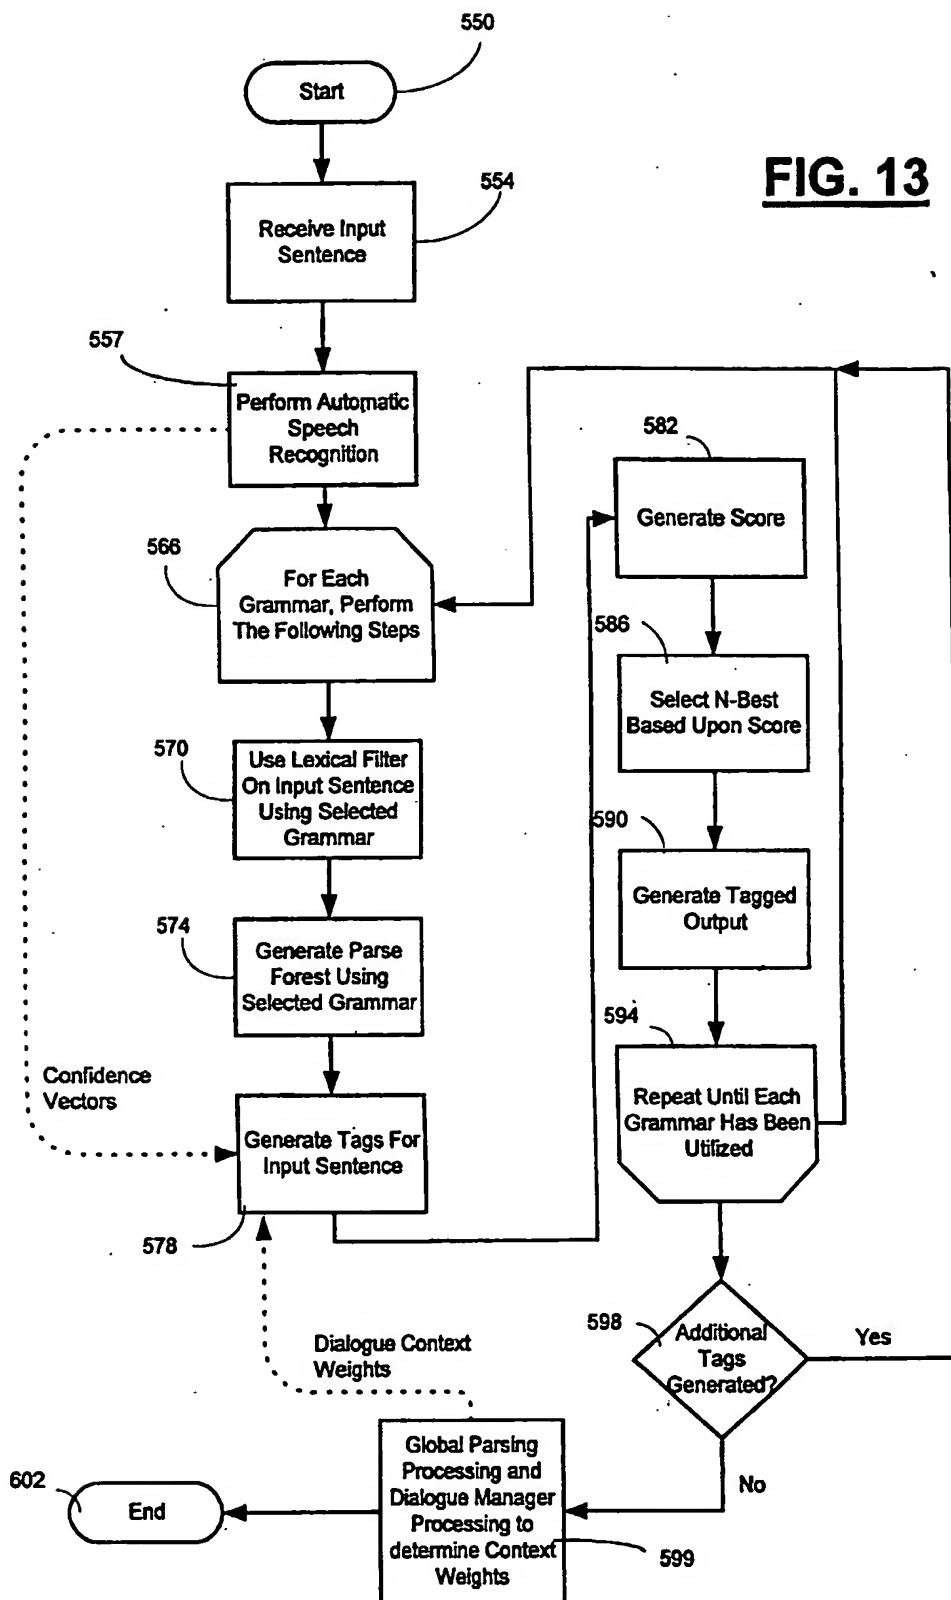 550
Start
FIG. 13
554
Receive Input
Sentence
557
Perform Automatic
Speech
Recognition
566
For Each
Grammar, Perform
The Following Steps
570
Use Lexical Filter
On Input Sentence
Using Selected
Grammar
574
Generate Parse
Forest Using
Selected Grammar
Confidence
Vectors
Generate Tags For
Input Sentence
578
582
Generate Score
586
Select N-Best
Based Upon Score
590
Generate Tagged
Output
594
Repeat Until Each
Grammar Has Been
Utilized
598
Additional
Tags
Generated?
Yes
No
Dialogue Context
Weights
Global Parsing
Processing and
Dialogue Manager
Processing to
determine Context
Weights
599
602
End